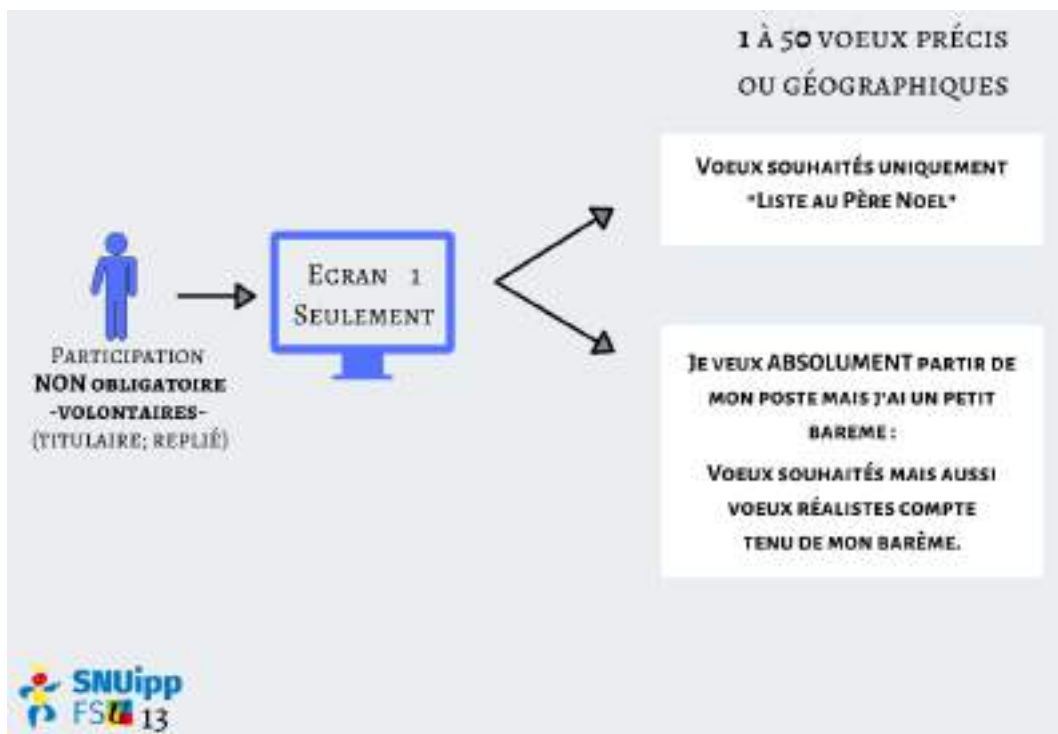 1 À 50 VOEUX PRÉCIS
OU GÉOGRAPHIQUES
VOEUX SOUHAITÉS UNIQUEMENT
"LISTE AU PÈRE NOEL"
ECRAN 1
SEULEMENT
PARTICIPATION
NON OBLIGATOIRE
-VOLONTAIRES-
(TITULAIRE; REPLIÉ)
JE VEUX ABSOLUMENT PARTIR DE
MON POSTE MAIS J'AI UN PETIT
BAREME :
VOEUX SOUHAITÉS MAIS AUSSI
VOEUX RÉALISTES COMPTE
TENU DE MON BARÈME.
SNUipp
FSU 13